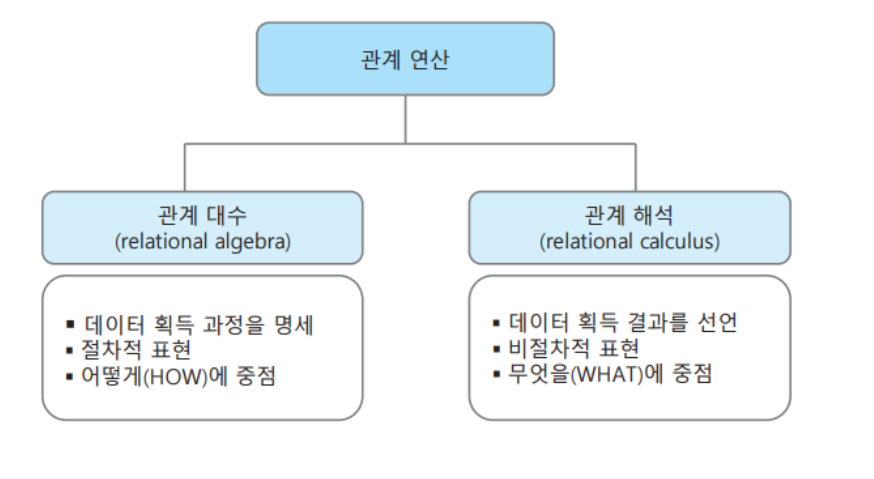 관계 연산
관계 대수
(relational algebra)
▪ 데이터 획득 과정을 명세
▪ 절차적 표현
▪ 어떻게(HOW)에 중점
관계 해석
(relational calculus)
▪ 데이터 획득 결과를 선언
▪ 비절차적 표현
▪ 무엇을(WHAT)에 중점